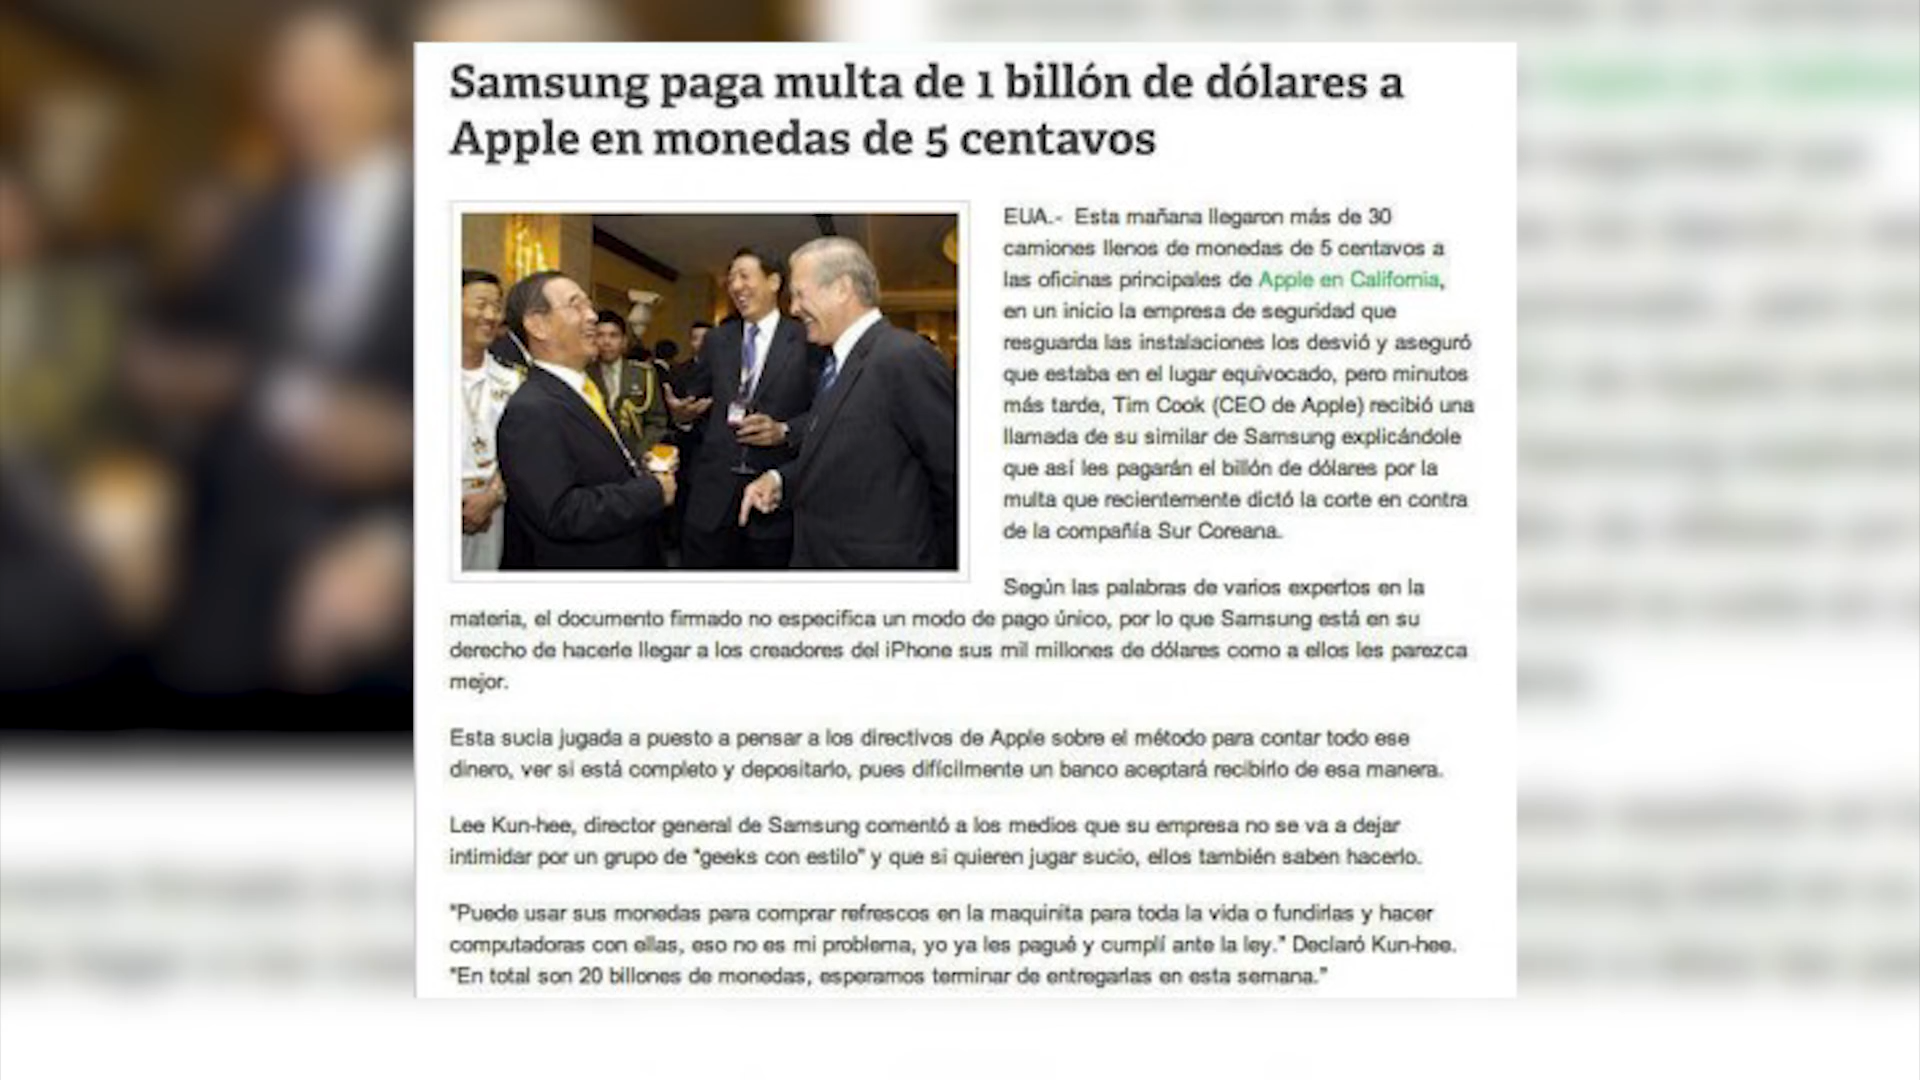 Samsung paga multa de 1 billón de dólares a
Apple en monedas de 5 centavos
EUA.- Esta mañana llegaron más de 30
camiones llenos de monedas de 5 centavos a
las oficinas principales de Apple en California,
en un inicio la empresa de seguridad que
resguarda las instalaciones los desvió y aseguró
que estaba en el lugar equivocado, pero minutos
más tarde, Tim Cook (CEO de Apple) recibió una
llamada de su similar de Samsung explicándole
que así les pagarán el billón de dólares por la
multa que recientemente dictó la corte en contra
de la compañía Sur Coreana.
Según las palabras de varios expertos en la
materia, el documento firmado no especifica un modo de pago único, por lo que Samsung está en su
derecho de hacerle llegar a los creadores del iPhone sus mil millones de dólares como a ellos les parezca
mejor.
Esta sucia jugada a puesto a pensar a los directivos de Apple sobre el método para contar todo ese
dinero, ver si está completo y depositarlo, pues difícilmente un banco aceptará recibirlo de esa manera.
Lee Kun-hee, director general de Samsung comentó a los medios que su empresa no se va a dejar
intimidar por un grupo de "geeks con estilo" y que si quieren jugar sucio, ellos también saben hacerlo.
"Puede usar sus monedas para comprar refrescos en la maquinita para toda la vida o fundirlas y hacer
computadoras con ellas, eso no es mi problema, yo ya les pagué y cumplí ante la ley." Declaró Kun-hee.
"En total son 20 billones de monedas, esperamos terminar de entregarlas en esta semana."